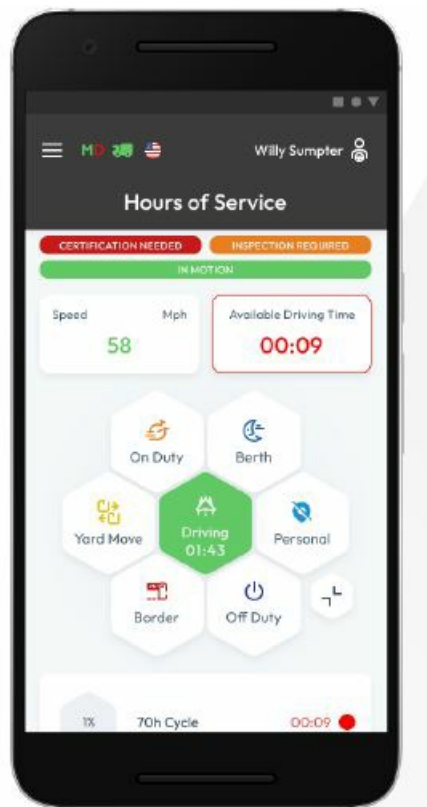 MD Willy Sumpter
Hours of Service
CERTIFICATION NEEDED INSPECTION REQUIRED
IN MOTION
Speed Mph Available Driving Time
58 00:09
On Duty Berth
Yard Move Driving Personal
01:43
Border Off Duty
1% 70h Cycle 00:09